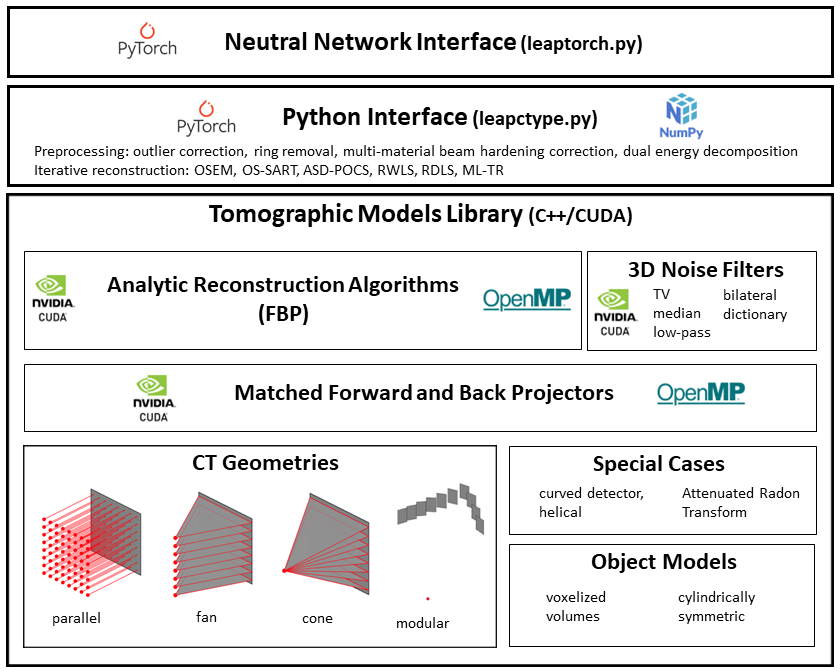 PyTorch
Neutral Network Interface (leaptorch.py)
PyTorch
Python Interface (leapctype.py)
NumPy
Preprocessing: outlier correction, ring removal, multi-material beam hardening correction, dual energy decomposition
Iterative reconstruction: OSEM, OS-SART, ASD-POCS, RWLS, RDLS, ML-TR
Tomographic Models Library (C++/CUDA)
NVIDIA.
CUDA
Analytic Reconstruction Algorithms
(FBP)
OpenMP
3D Noise Filters
NVIDIA.
CUDA
TV
median
low-pass
bilateral
dictionary
NVIDIA.
CUDA
Matched Forward and Back Projectors
OpenMP
CT Geometries
parallel
fan
cone
modular
Special Cases
curved detector,
helical
Attenuated Radon
Transform
Object Models
voxelized
volumes
cylindrically
symmetric